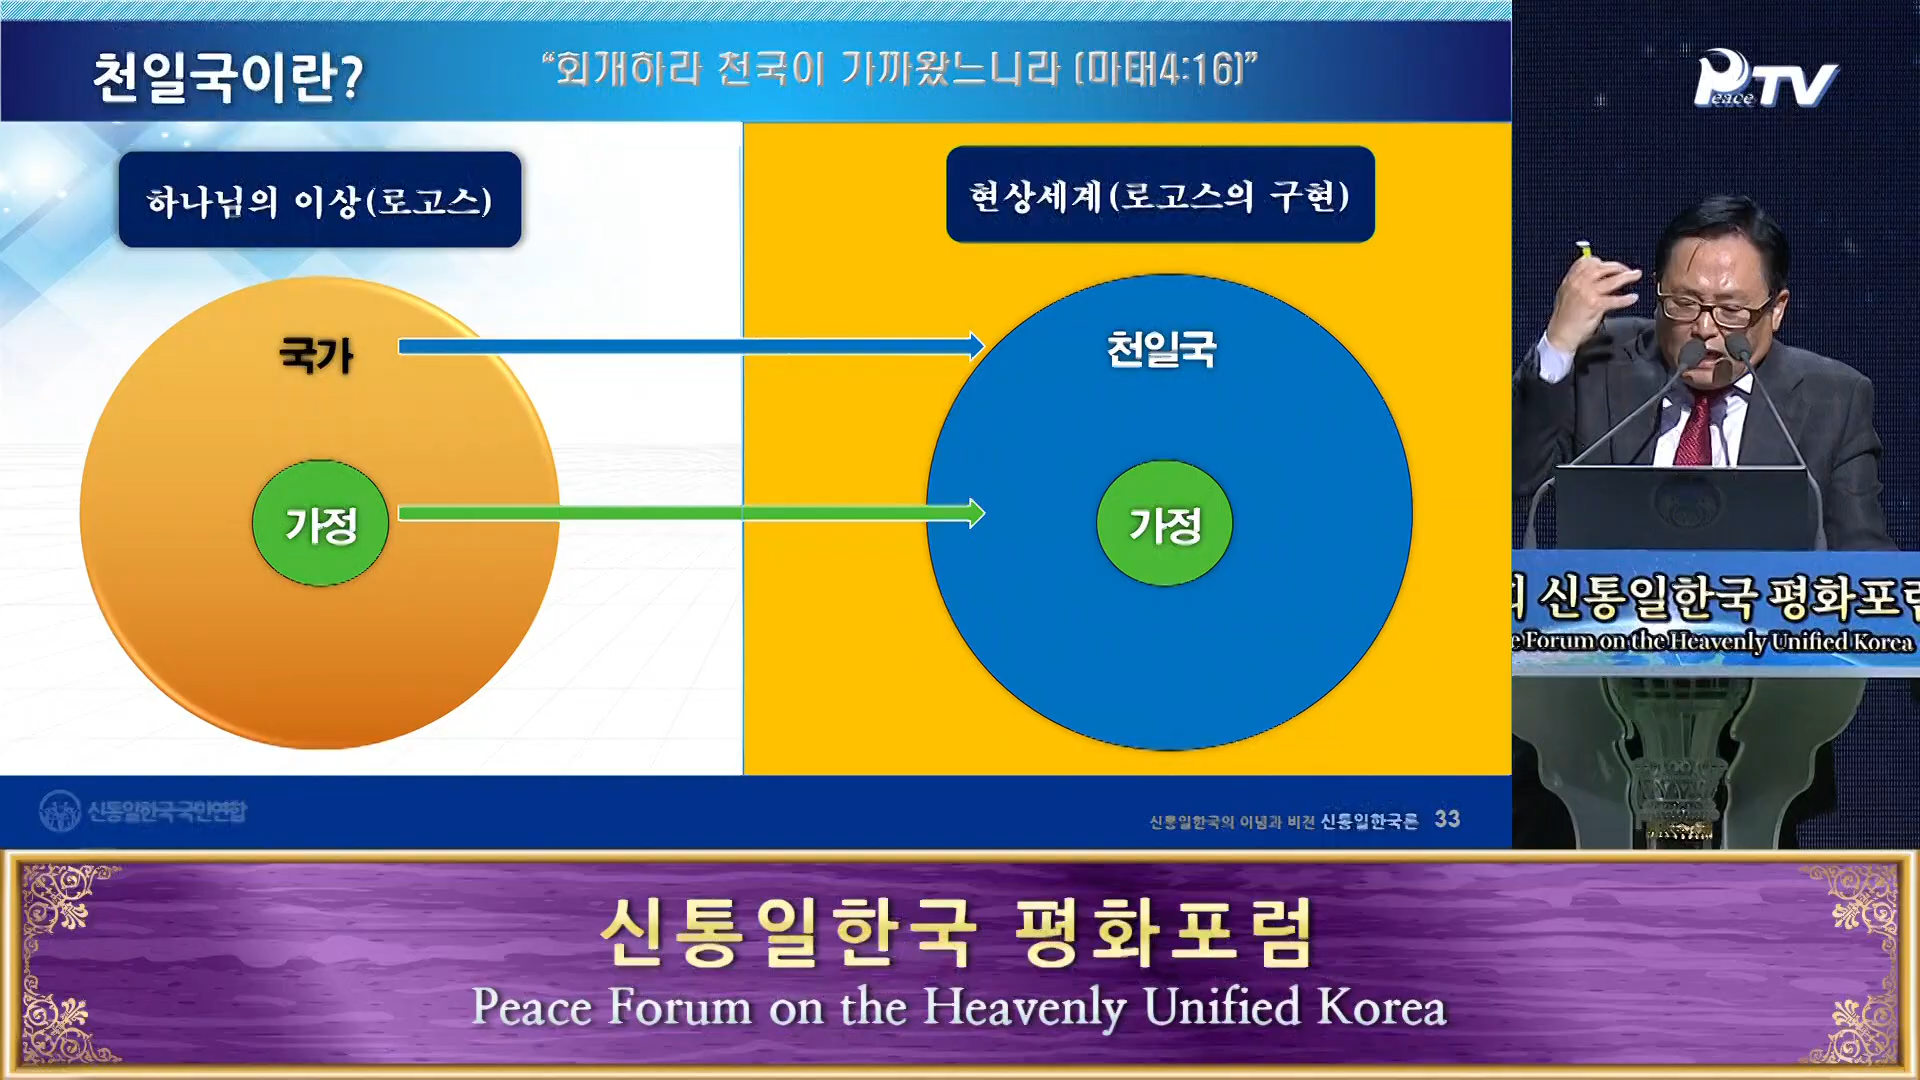 천일국이란?
“회개하라 천국이 가까왔느니라 (마태4:16)”
하나님의 이상(로고스)
현상세계(로고스의 구현)
국가
천일국
가정
가정
신통일한국국민연합
신통일한국의 이념과 비전 신통일한국론 33
Peace TV
신통일한국 평화포럼
Forum on the Heavenly Unified Korea
신통일한국 평화포럼
Peace Forum on the Heavenly Unified Korea